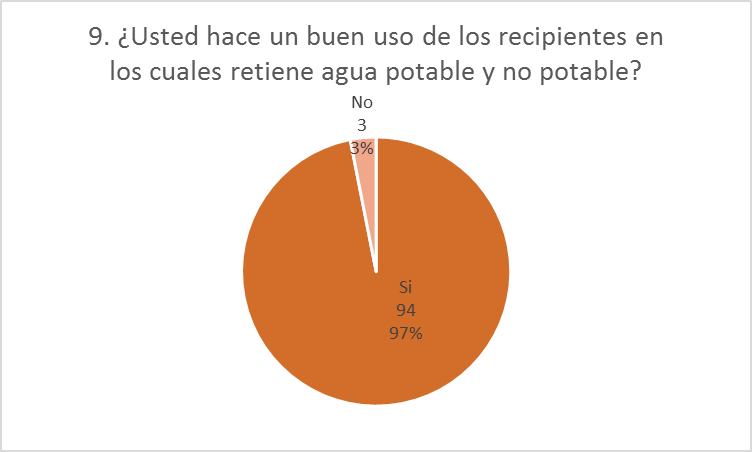 9. ¿Usted hace un buen uso de los recipientes en
los cuales retiene agua potable y no potable?
No
3
3%
Si
94
97%